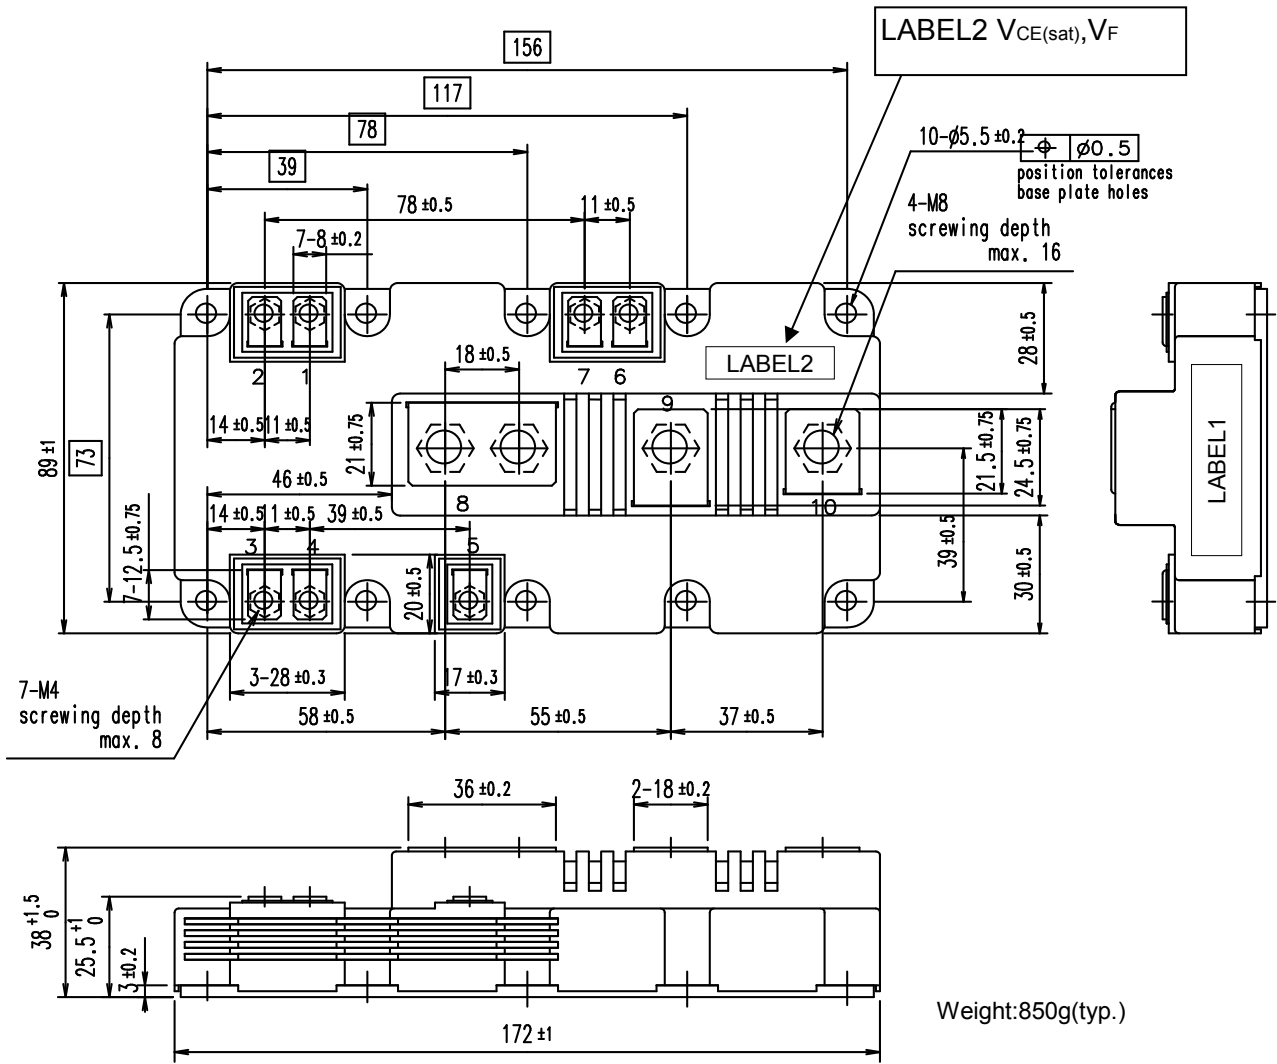 LABEL2 VCE(sat),VF
156
117
78
39
10-ø5.5 ±0.2
⌖ ø0.5
position tolerances
base plate holes
78 ±0.5
11 ±0.5
7-8 ±0.2
4-M8
screwing depth
max. 16
LABEL2
2 1
7 6
18 ±0.5
28 ±0.5
14 ±0.5
11 ±0.5
89 ±1
73
21 ±0.75
9
21.5 ±0.75
24.5 ±0.75
LABEL1
46 ±0.5
8
10
14 ±0.5
11 ±0.5
39 ±0.5
3 4
5
7-12.5 ±0.75
20 ±0.5
39 ±0.5
30 ±0.5
3-28 ±0.3
17 ±0.3
7-M4
screwing depth
max. 8
58 ±0.5
55 ±0.5
37 ±0.5
36 ±0.2
2-18 ±0.2
38 +1.5 0
25.5 +1 0
3 ±0.2
172 ±1
Weight:850g(typ.)